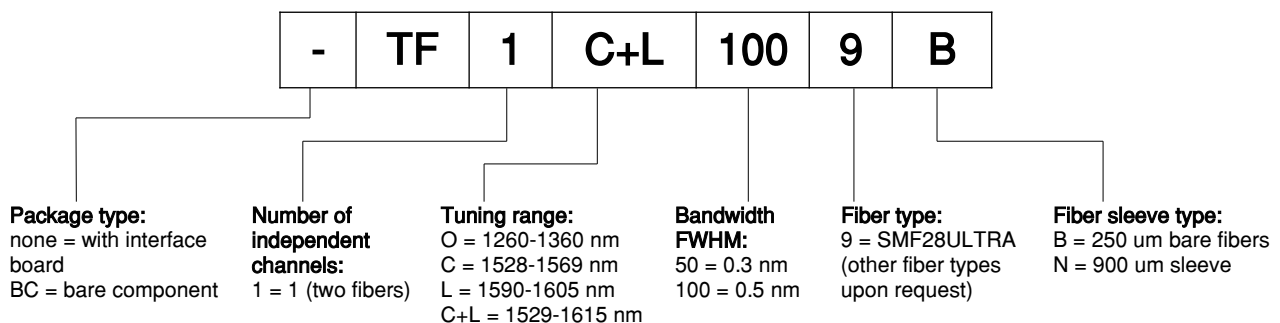 - TF 1 C+L 100 9 B
Package type:
none = with interface
board
BC = bare component
Number of
independent
channels:
1 = 1 (two fibers)
Tuning range:
O = 1260-1360 nm
C = 1528-1569 nm
L = 1590-1605 nm
C+L = 1529-1615 nm
Bandwidth
FWHM:
50 = 0.3 nm
100 = 0.5 nm
Fiber type:
9 = SMF28ULTRA
(other fiber types
upon request)
Fiber sleeve type:
B = 250 um bare fibers
N = 900 um sleeve